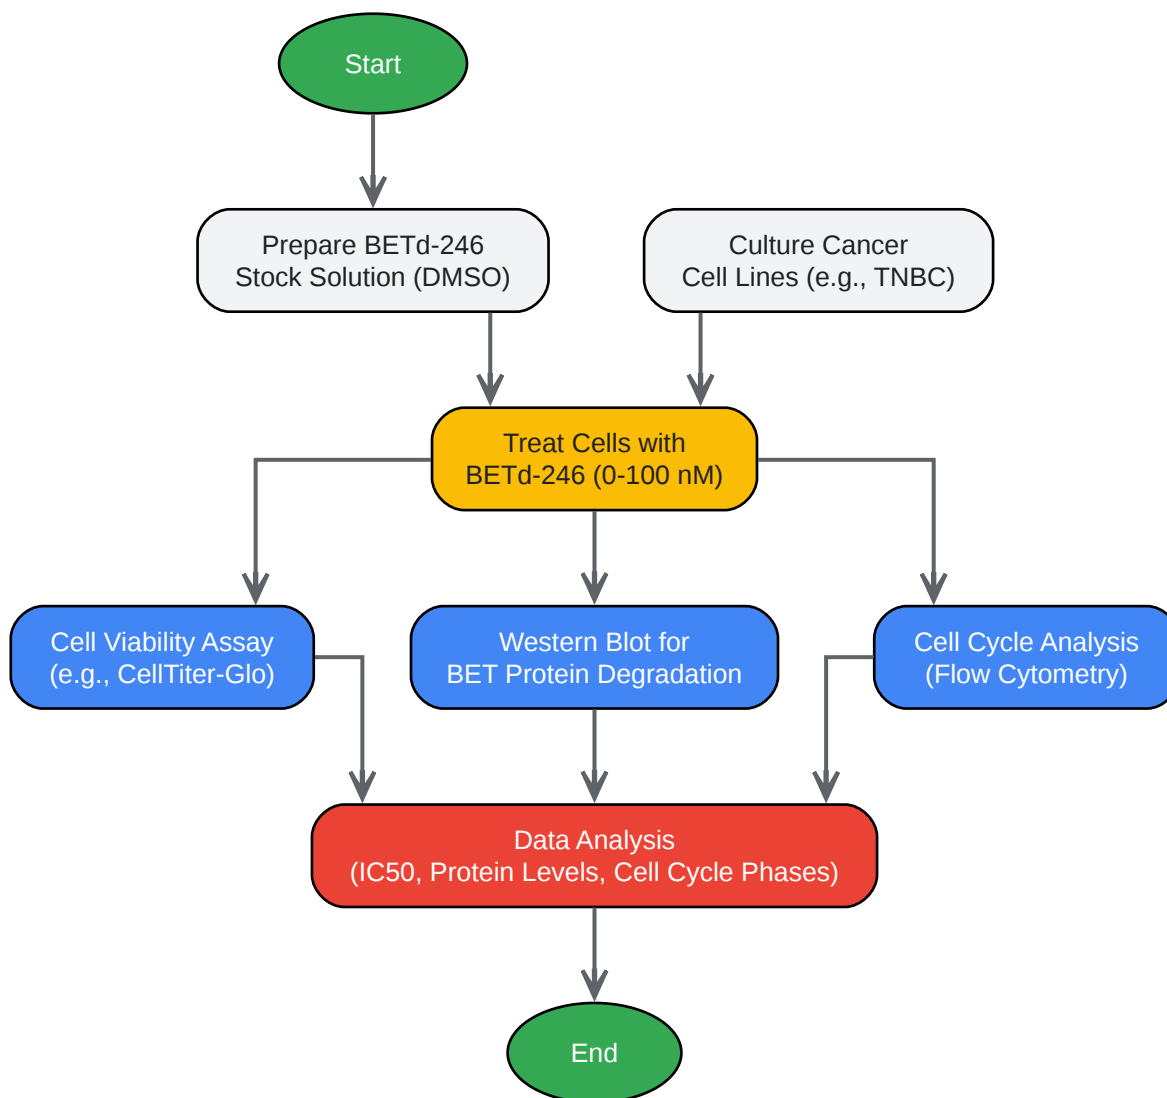 Start
Prepare BETd-246
Stock Solution (DMSO)
Culture Cancer
Cell Lines (e.g., TNBC)
Treat Cells with
BETd-246 (0-100 nM)
Cell Viability Assay
(e.g., CellTiter-Glo)
Western Blot for
BET Protein Degradation
Cell Cycle Analysis
(Flow Cytometry)
Data Analysis
(IC50, Protein Levels, Cell Cycle Phases)
End